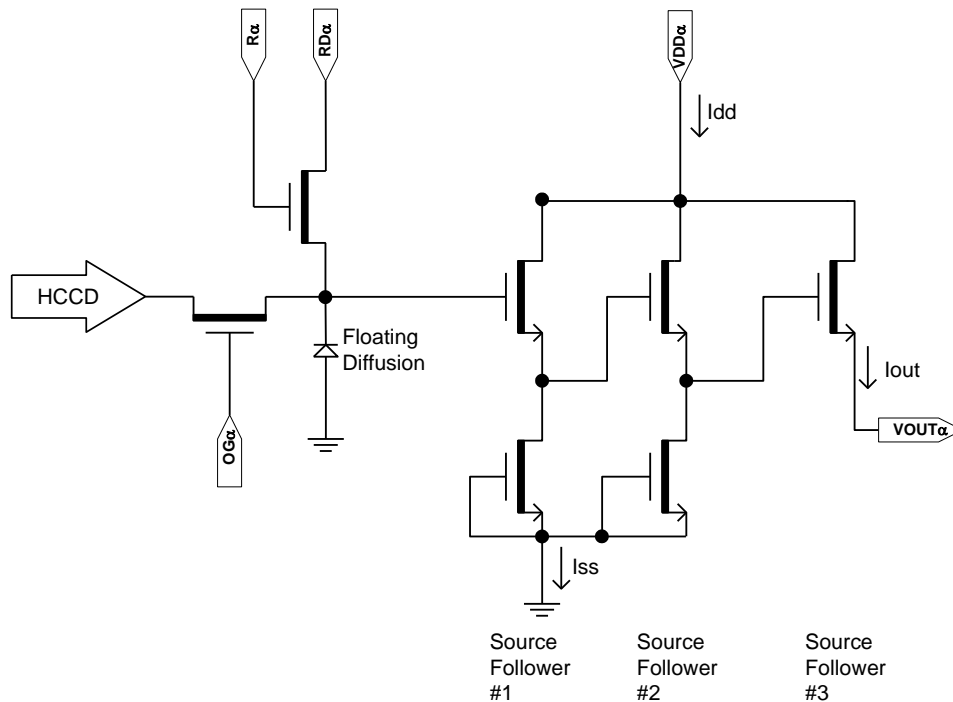 Rα
RDα
VDDα
Idd
HCCD
Floating
Diffusion
Iout
VOUTα
OGα
Iss
Source
Follower
#1
Source
Follower
#2
Source
Follower
#3